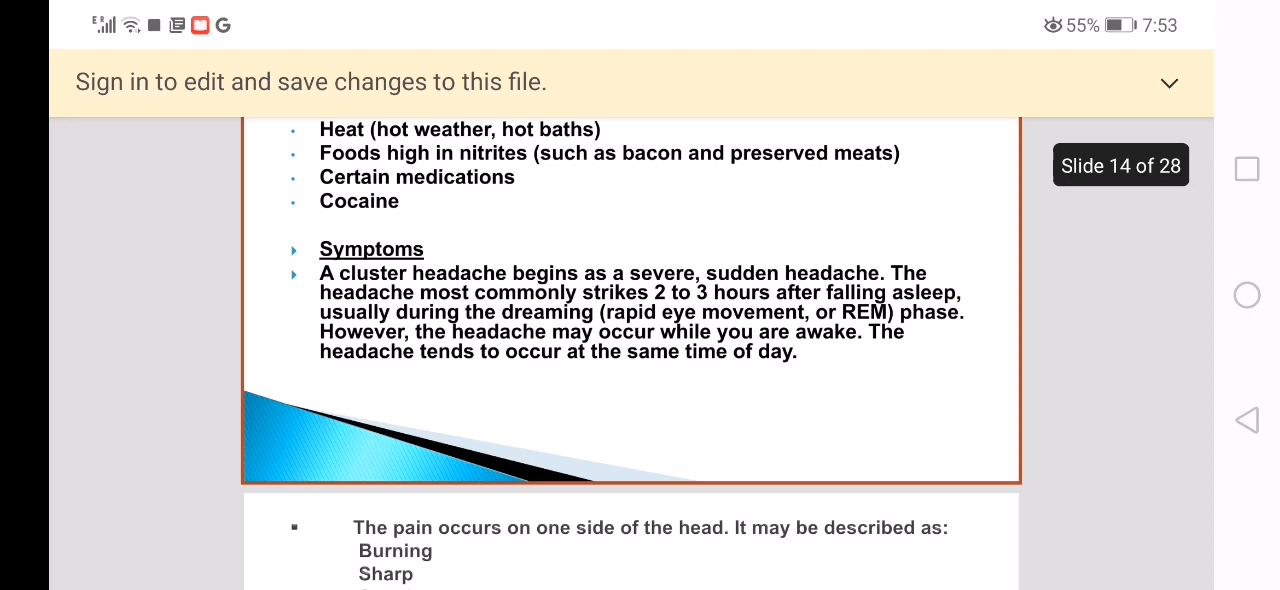 55% 7:53
Sign in to edit and save changes to this file.
Heat (hot weather, hot baths)
Foods high in nitrites (such as bacon and preserved meats)
Slide 14 of 28
Certain medications
Cocaine
Symptoms
A cluster headache begins as a severe, sudden headache. The
headache most commonly strikes 2 to 3 hours after falling asleep,
usually during the dreaming (rapid eye movement, or REM) phase.
However, the headache may occur while you are awake. The
headache tends to occur at the same time of day.
The pain occurs on one side of the head. It may be described as:
Burning
Sharp